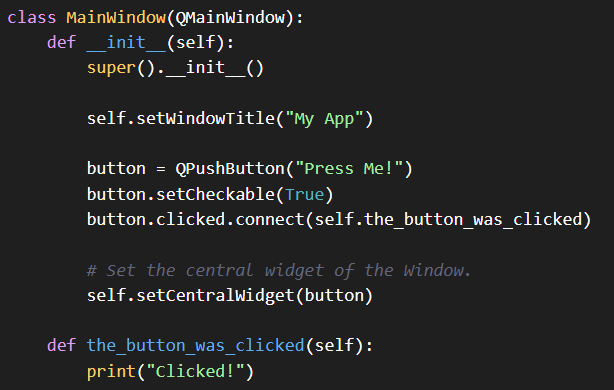 class MainWindow(QMainWindow):
    def __init__(self):
        super().__init__()

        self.setWindowTitle("My App")

        button = QPushButton("Press Me!")
        button.setCheckable(True)
        button.clicked.connect(self.the_button_was_clicked)

        # Set the central widget of the Window.
        self.setCentralWidget(button)

    def the_button_was_clicked(self):
        print("Clicked!")